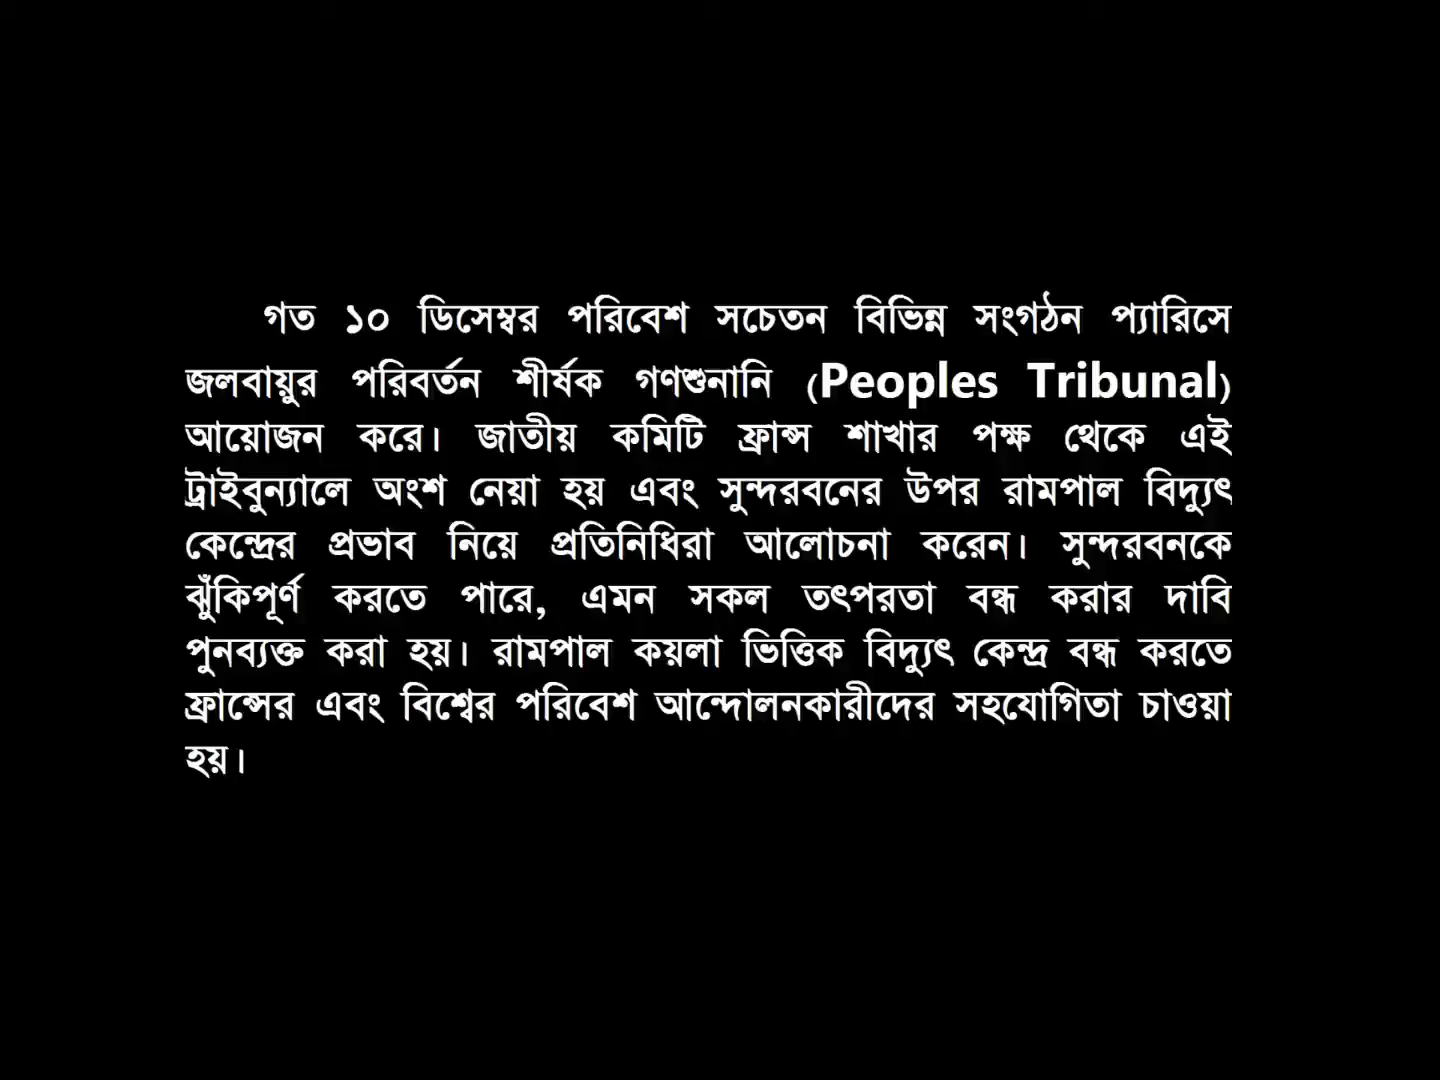 গত ১০ ডিসেম্বর পরিবেশ সচেতন বিভিন্ন সংগঠন প্যারিসে
জলবায়ুর পরিবর্তন শীর্ষক গণশুনানি (Peoples Tribunal)
আয়োজন করে। জাতীয় কমিটি ফ্রান্স শাখার পক্ষ থেকে এই
ট্রাইবুন্যালে অংশ নেয়া হয় এবং সুন্দরবনের উপর রামপাল বিদ্যুৎ
কেন্দ্রের প্রভাব নিয়ে প্রতিনিধিরা আলোচনা করেন। সুন্দরবনকে
ঝুঁকিপূর্ণ করতে পারে, এমন সকল তৎপরতা বন্ধ করার দাবি
পুনব্যক্ত করা হয়। রামপাল কয়লা ভিত্তিক বিদ্যুৎ কেন্দ্র বন্ধ করতে
ফ্রান্সের এবং বিশ্বের পরিবেশ আন্দোলনকারীদের সহযোগিতা চাওয়া
হয়।